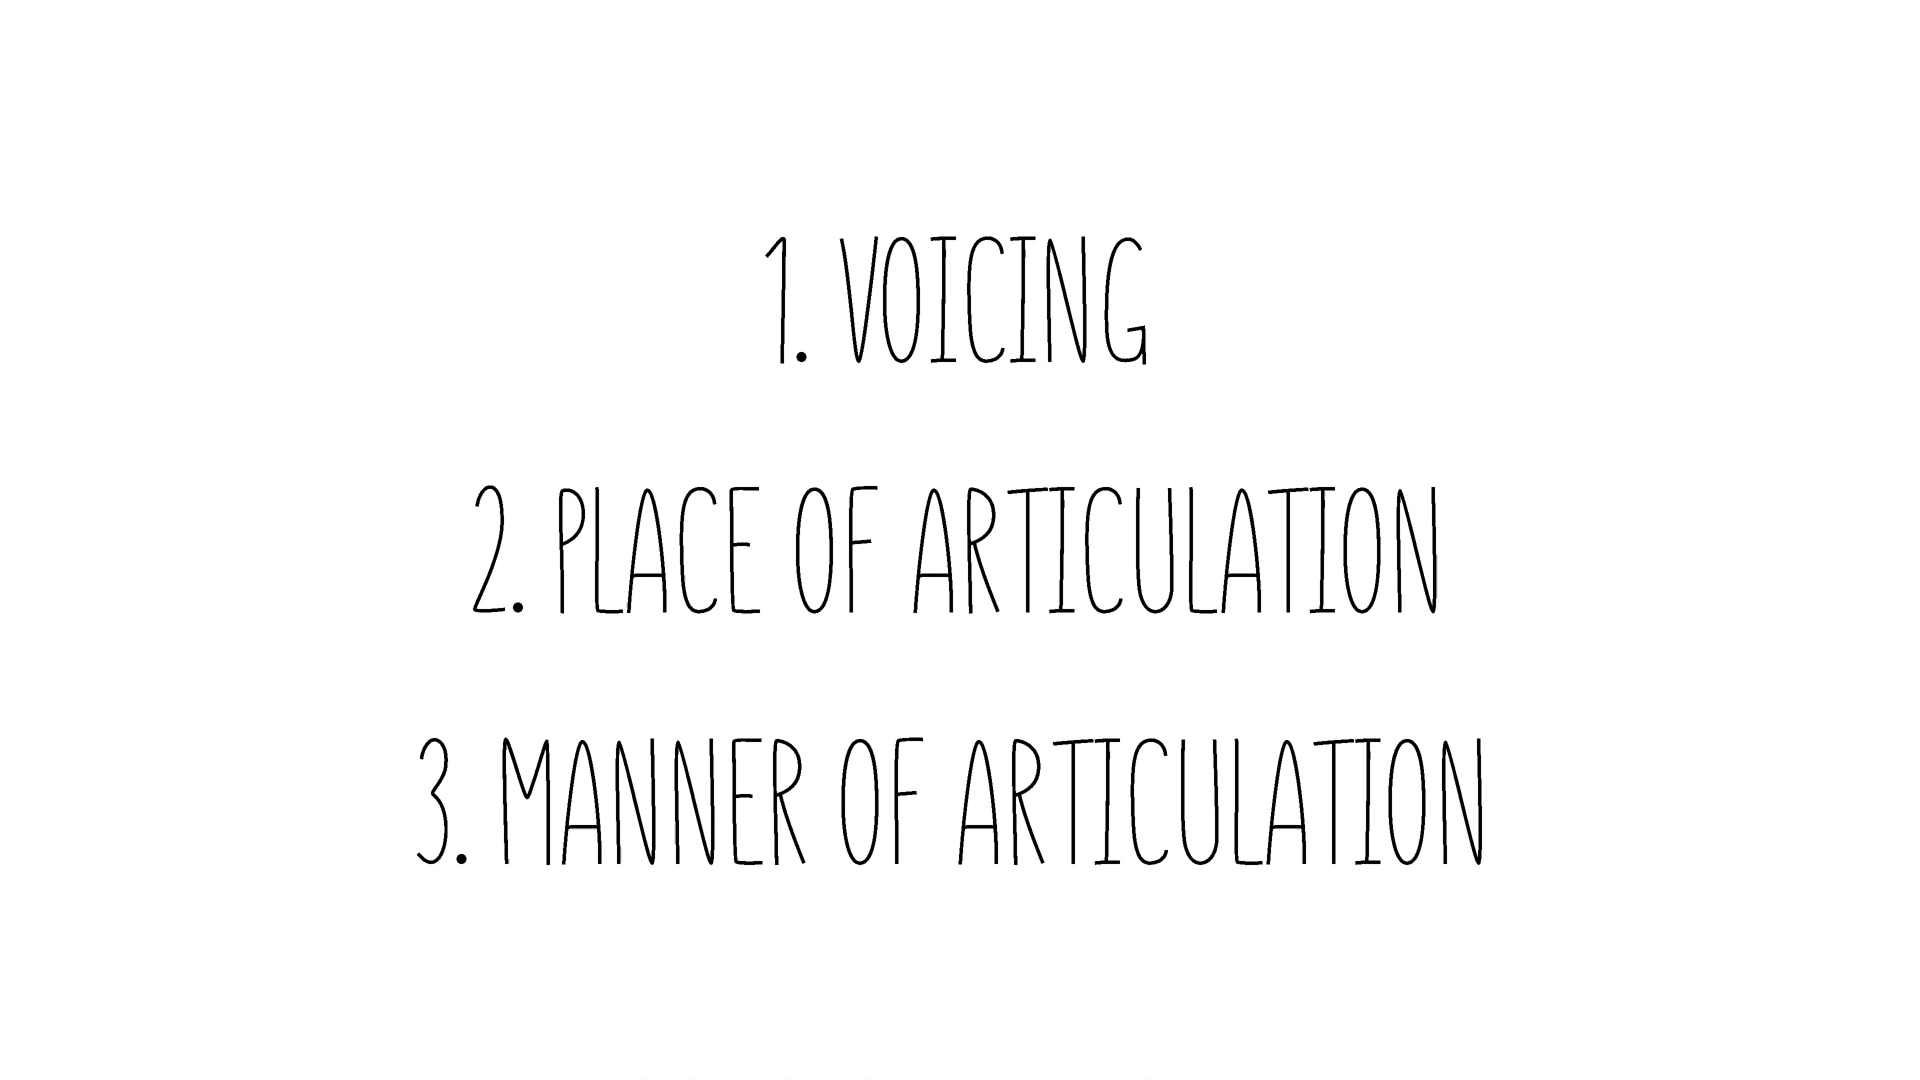 1. VOICING
2. PLACE OF ARTICULATION
3. MANNER OF ARTICULATION